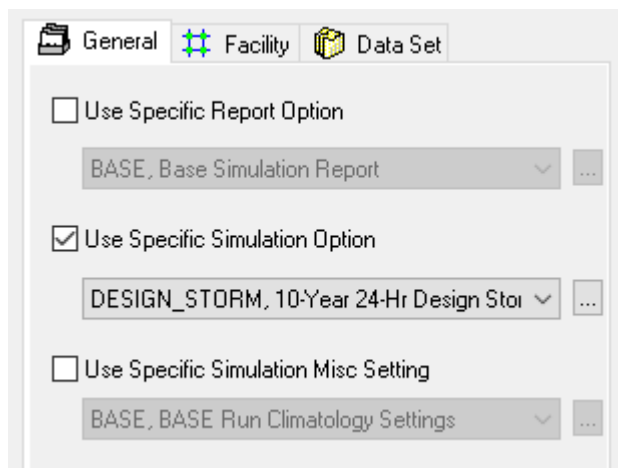 General Facility Data Set
Use Specific Report Option
BASE, Base Simulation Report
...
Use Specific Simulation Option
DESIGN_STORM, 10-Year 24-Hr Design Stor
...
Use Specific Simulation Misc Setting
BASE, BASE Run Climatology Settings
...